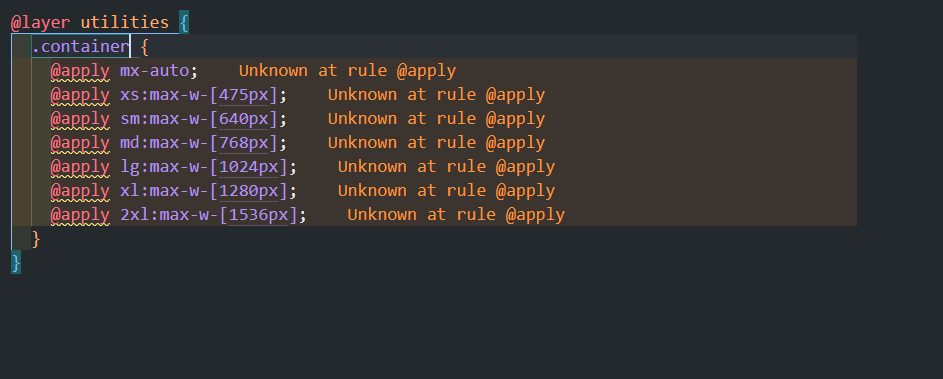 @layer utilities {
.container {
@apply mx-auto; Unknown at rule @apply
@apply xs:max-w-[475px]; Unknown at rule @apply
@apply sm:max-w-[640px]; Unknown at rule @apply
@apply md:max-w-[768px]; Unknown at rule @apply
@apply lg:max-w-[1024px]; Unknown at rule @apply
@apply xl:max-w-[1280px]; Unknown at rule @apply
@apply 2xl:max-w-[1536px]; Unknown at rule @apply
}
}